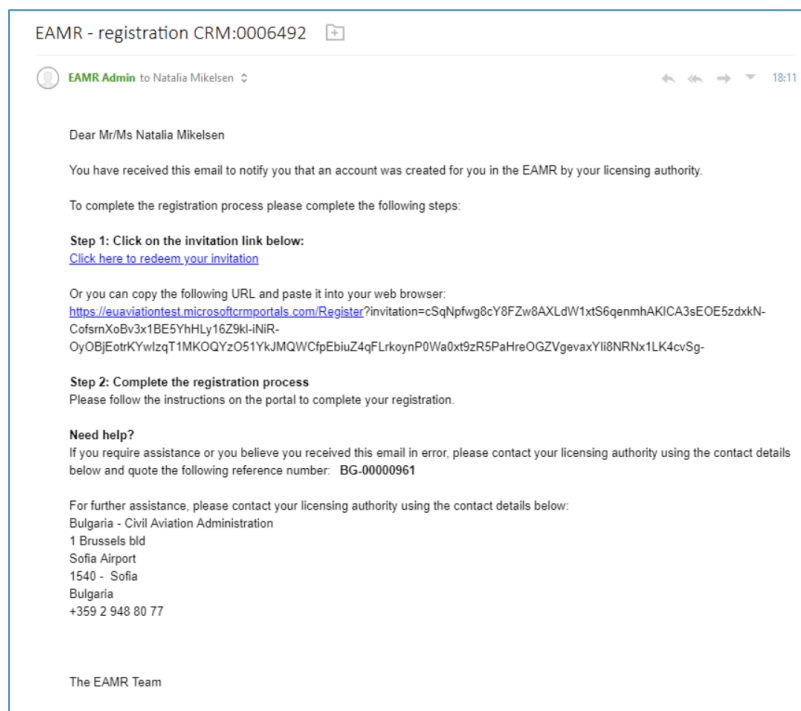 EAMR - registration CRM:0006492
EAMR Admin to Natalia Mikelsen
18:11
Dear Mr/Ms Natalia Mikelsen
You have received this email to notify you that an account was created for you in the EAMR by your licensing authority.
To complete the registration process please complete the following steps:
Step 1: Click on the invitation link below:
Click here to redeem your invitation
Or you can copy the following URL and paste it into your web browser:
https://euaviationtest.microsoftcrmportals.com/Register?invitation=cSqNpfwg8cY8FZw8AXLdW1xtS6qenmhAKICA3sEOE5zdxkN-
CofsrnXoBv3x1BE5YhHLy16Z9kl-iNiR-
OyOBjEotrKYwIzqT1MKOQYzO51YkJMQWCfpEbiuZ4qFLrkoynP0Wa0xt9zR5PaHreOGZVgevaxYIi8NRNx1LK4cvSg-
Step 2: Complete the registration process
Please follow the instructions on the portal to complete your registration.
Need help?
If you require assistance or you believe you received this email in error, please contact your licensing authority using the contact details
below and quote the following reference number: BG-00000961
For further assistance, please contact your licensing authority using the contact details below:
Bulgaria - Civil Aviation Administration
1 Brussels bld
Sofia Airport
1540 - Sofia
Bulgaria
+359 2 948 80 77
The EAMR Team